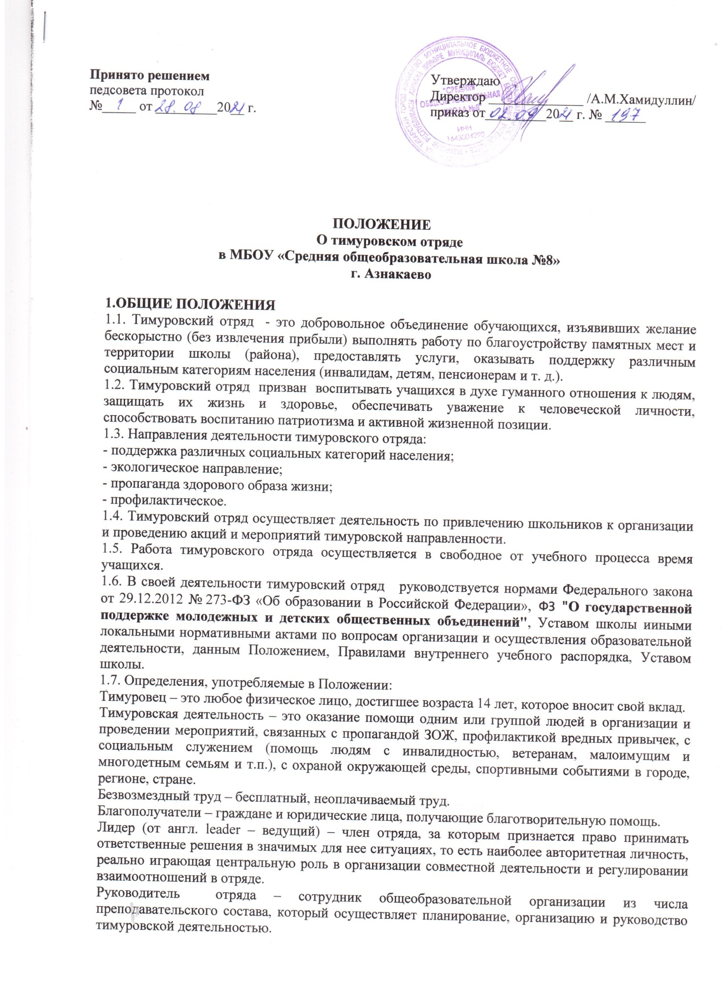 Принято решением
педсовета протокол
№ 1 от 28.08 2021 г.
Утверждаю
Директор /А.М.Хамидуллин/
приказ от 02.09 2021 г. № 197
"СРЕДНЯЯ
ОБЩЕОБРАЗОВАТЕЛЬНАЯ
ШКОЛА №8"
ИНН
1643004290
ПОЛОЖЕНИЕ
О тимуровском отряде
в МБОУ «Средняя общеобразовательная школа №8»
г. Азнакаево
1.ОБЩИЕ ПОЛОЖЕНИЯ
1.1. Тимуровский отряд - это добровольное объединение обучающихся, изъявивших желание
бескорыстно (без извлечения прибыли) выполнять работу по благоустройству памятных мест и
территории школы (района), предоставлять услуги, оказывать поддержку различным
социальным категориям населения (инвалидам, детям, пенсионерам и т. д.).
1.2. Тимуровский отряд призван воспитывать учащихся в духе гуманного отношения к людям,
защищать их жизнь и здоровье, обеспечивать уважение к человеческой личности,
способствовать воспитанию патриотизма и активной жизненной позиции.
1.3. Направления деятельности тимуровского отряда:
- поддержка различных социальных категорий населения;
- экологическое направление;
- пропаганда здорового образа жизни;
- профилактическое.
1.4. Тимуровский отряд осуществляет деятельность по привлечению школьников к организации
и проведению акций и мероприятий тимуровской направленности.
1.5. Работа тимуровского отряда осуществляется в свободное от учебного процесса время
учащихся.
1.6. В своей деятельности тимуровский отряд руководствуется нормами Федерального закона
от 29.12.2012 №273-ФЗ «Об образовании в Российской Федерации», ФЗ "О государственной
поддержке молодежных и детских общественных объединений", Уставом школы ииными
локальными нормативными актами по вопросам организации и осуществления образовательной
деятельности, данным Положением, Правилами внутреннего учебного распорядка, Уставом
школы.
1.7. Определения, употребляемые в Положении:
Тимуровец – это любое физическое лицо, достигшее возраста 14 лет, которое вносит свой вклад.
Тимуровская деятельность – это оказание помощи одним или группой людей в организации и
проведении мероприятий, связанных с пропагандой ЗОЖ, профилактикой вредных привычек, с
социальным служением (помощь людям с инвалидностью, ветеранам, малоимущим и
многодетным семьям и т.п.), с охраной окружающей среды, спортивными событиями в городе,
регионе, стране.
Безвозмездный труд – бесплатный, неоплачиваемый труд.
Благополучатели – граждане и юридические лица, получающие благотворительную помощь.
Лидер (от англ. leader – ведущий) – член отряда, за которым признается право принимать
ответственные решения в значимых для нее ситуациях, то есть наиболее авторитетная личность,
реально играющая центральную роль в организации совместной деятельности и регулировании
взаимоотношений в отряде.
Руководитель отряда – сотрудник общеобразовательной организации из числа
преподавательского состава, который осуществляет планирование, организацию и руководство
тимуровской деятельностью.